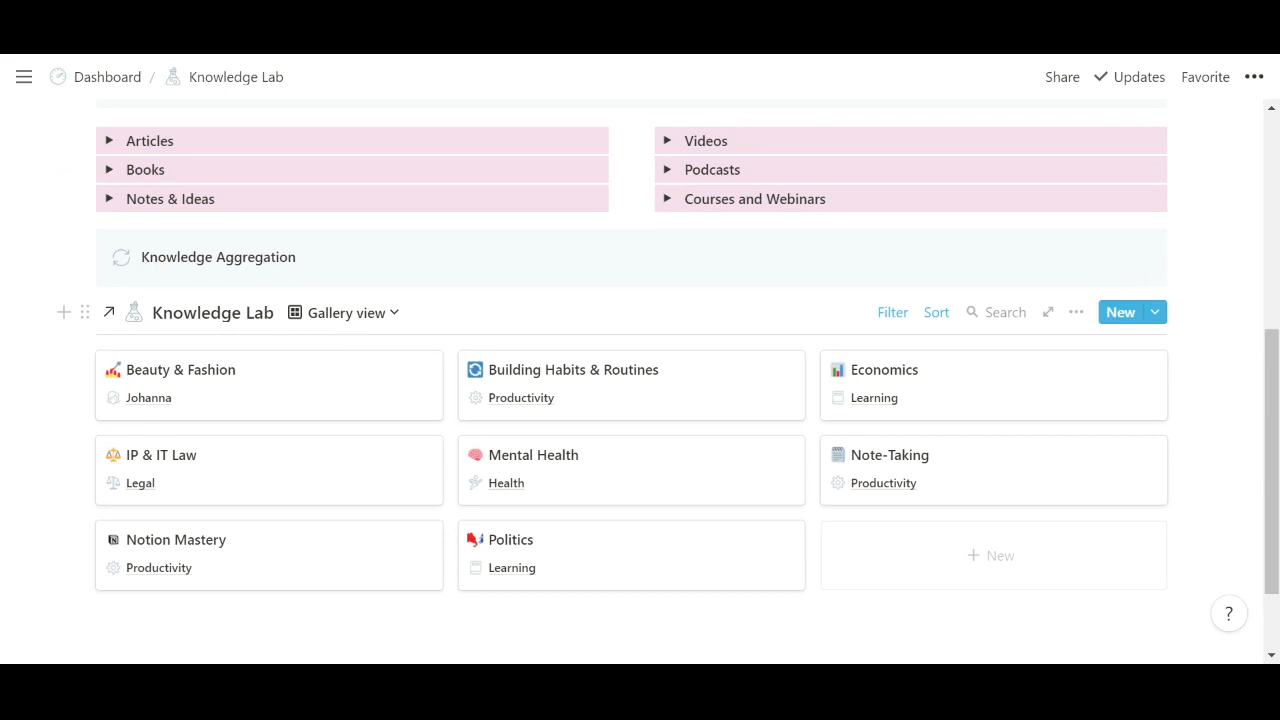 Dashboard / Knowledge Lab
Share Updates Favorite
Articles
Books
Notes & Ideas
Videos
Podcasts
Courses and Webinars
Knowledge Aggregation
Knowledge Lab Gallery view
Filter Sort Search New
Beauty & Fashion
Johanna
Building Habits & Routines
Productivity
Economics
Learning
IP & IT Law
Legal
Mental Health
Health
Note-Taking
Productivity
Notion Mastery
Productivity
Politics
Learning
+ New
?